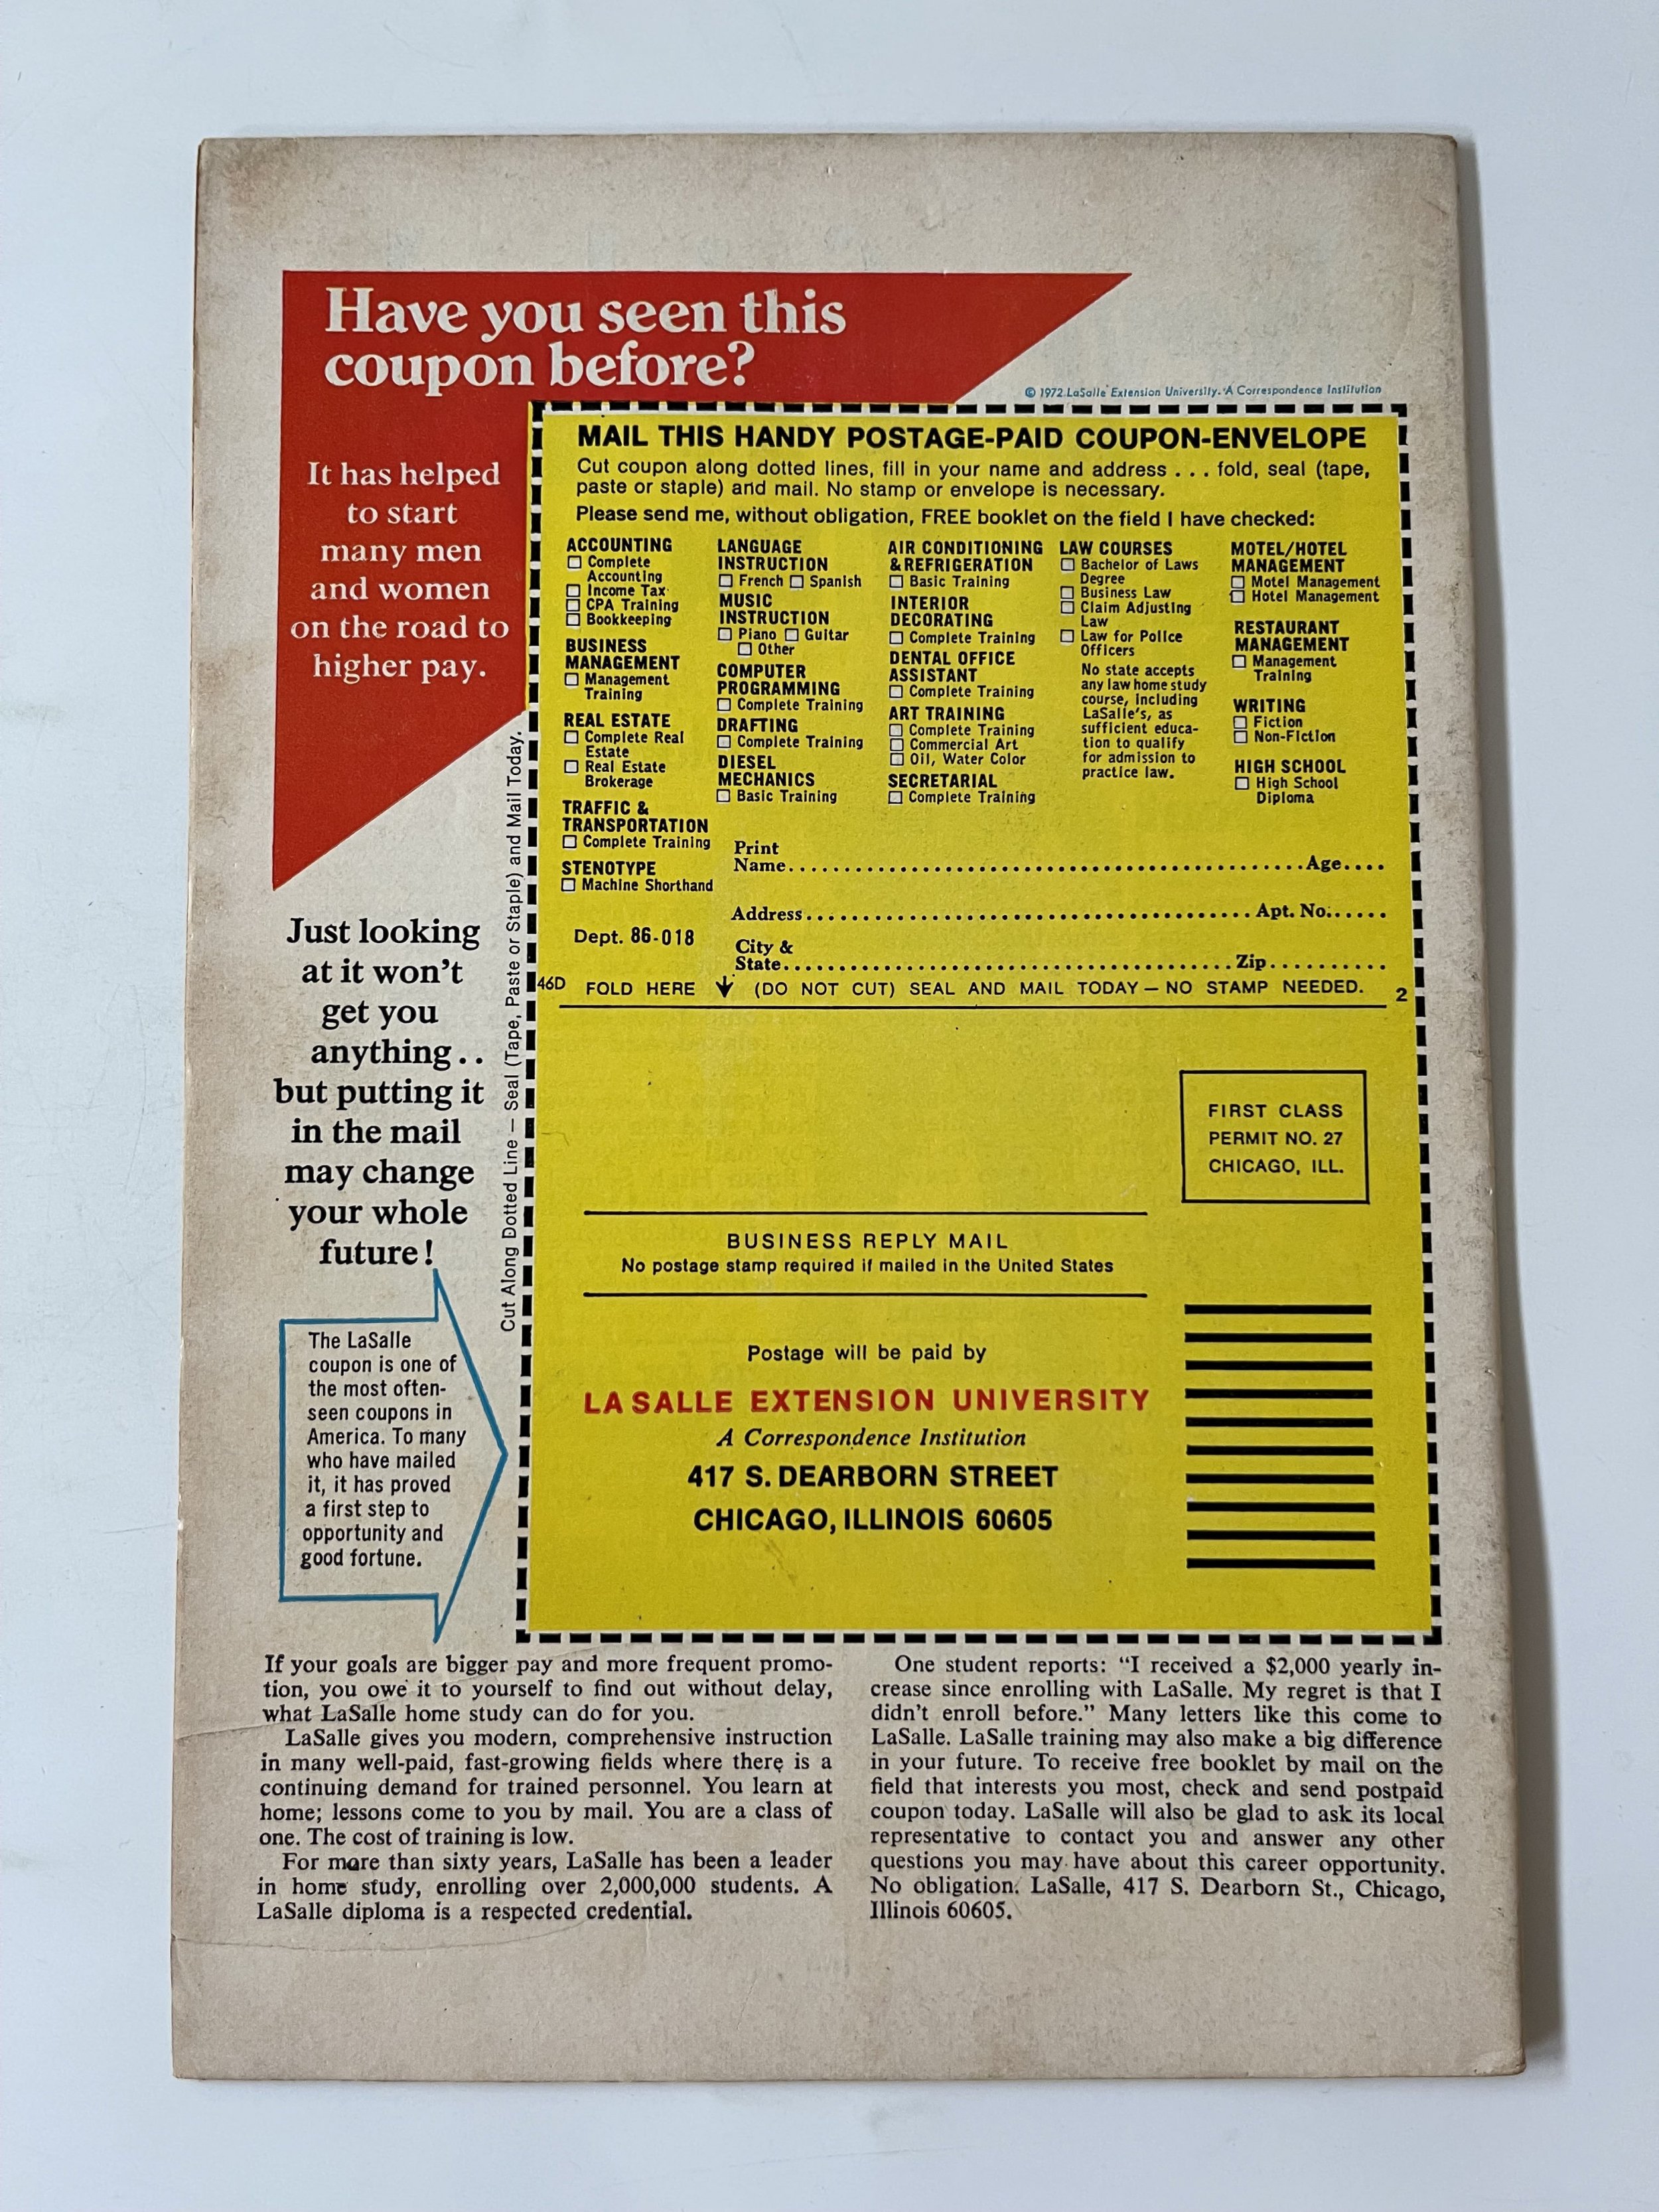 Have you seen this
coupon before?
© 1972 LaSalle Extension University. A Correspondence Institution
It has helped
to start
many men
and women
on the road to
higher pay.
Just looking
at it won't
get you
anything . .
but putting it
in the mail
may change
your whole
future!
The LaSalle
coupon is one of
the most often-
seen coupons in
America. To many
who have mailed
it, it has proved
a first step to
opportunity and
good fortune.
Cut Along Dotted Line — Seal (Tape, Paste or Staple) and Mail Today.
MAIL THIS HANDY POSTAGE-PAID COUPON-ENVELOPE
Cut coupon along dotted lines, fill in your name and address . . . fold, seal (tape,
paste or staple) and mail. No stamp or envelope is necessary.
Please send me, without obligation, FREE booklet on the field I have checked:
ACCOUNTING
Complete
Accounting
Income Tax
CPA Training
Bookkeeping
BUSINESS
MANAGEMENT
Management
Training
REAL ESTATE
Complete Real
Estate
Real Estate
Brokerage
TRAFFIC &
TRANSPORTATION
Complete Training
STENOTYPE
Machine Shorthand
LANGUAGE
INSTRUCTION
French Spanish
MUSIC
INSTRUCTION
Piano Guitar
Other
COMPUTER
PROGRAMMING
Complete Training
DRAFTING
Complete Training
DIESEL
MECHANICS
Basic Training
AIR CONDITIONING
& REFRIGERATION
Basic Training
INTERIOR
DECORATING
Complete Training
DENTAL OFFICE
ASSISTANT
Complete Training
ART TRAINING
Complete Training
Commercial Art
Oil, Water Color
SECRETARIAL
Complete Training
LAW COURSES
Bachelor of Laws
Degree
Business Law
Claim Adjusting
Law
Law for Police
Officers
No state accepts
any law home study
course, including
LaSalle's, as
sufficient educa-
tion to qualify
for admission to
practice law.
MOTEL/HOTEL
MANAGEMENT
Motel Management
Hotel Management
RESTAURANT
MANAGEMENT
Management
Training
WRITING
Fiction
Non-Fiction
HIGH SCHOOL
High School
Diploma
Print
Name.......................................................Age....
Address................................................Apt. No......
Dept. 86-018
City &
State................................................Zip..........
46D FOLD HERE ↓ (DO NOT CUT) SEAL AND MAIL TODAY — NO STAMP NEEDED. 2
FIRST CLASS
PERMIT NO. 27
CHICAGO, ILL.
BUSINESS REPLY MAIL
No postage stamp required if mailed in the United States
Postage will be paid by
LA SALLE EXTENSION UNIVERSITY
A Correspondence Institution
417 S. DEARBORN STREET
CHICAGO, ILLINOIS 60605
If your goals are bigger pay and more frequent promo-
tion, you owe it to yourself to find out without delay,
what LaSalle home study can do for you.
LaSalle gives you modern, comprehensive instruction
in many well-paid, fast-growing fields where there is a
continuing demand for trained personnel. You learn at
home; lessons come to you by mail. You are a class of
one. The cost of training is low.
For more than sixty years, LaSalle has been a leader
in home study, enrolling over 2,000,000 students. A
LaSalle diploma is a respected credential.
One student reports: "I received a $2,000 yearly in-
crease since enrolling with LaSalle. My regret is that I
didn't enroll before." Many letters like this come to
LaSalle. LaSalle training may also make a big difference
in your future. To receive free booklet by mail on the
field that interests you most, check and send postpaid
coupon today. LaSalle will also be glad to ask its local
representative to contact you and answer any other
questions you may have about this career opportunity.
No obligation. LaSalle, 417 S. Dearborn St., Chicago,
Illinois 60605.